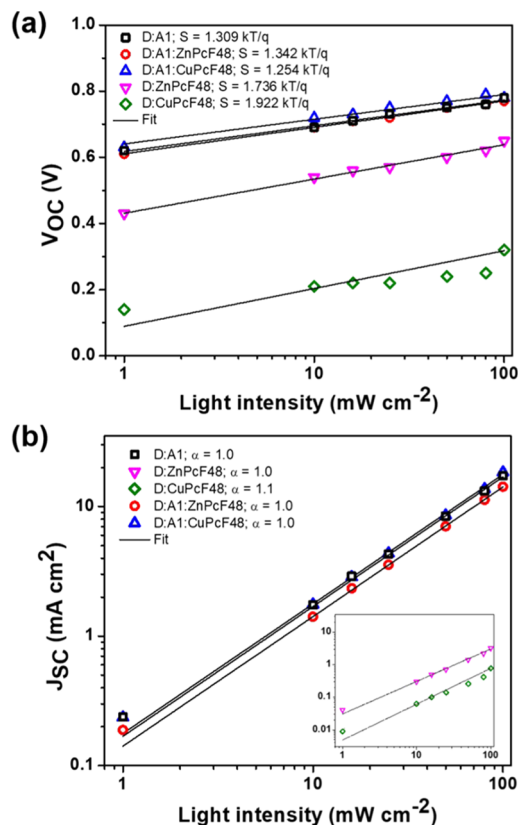 (a)
1.0
0.8
0.6
0.4
0.2
0.0
V_OC (V)
D:A1; S = 1.309 kT/q
D:A1:ZnPcF48; S = 1.342 kT/q
D:A1:CuPcF48; S = 1.254 kT/q
D:ZnPcF48; S = 1.736 kT/q
D:CuPcF48; S = 1.922 kT/q
Fit
1
10
100
Light intensity (mW cm⁻²)
(b)
10
1
0.1
J_SC (mA cm²)
D:A1; α = 1.0
D:ZnPcF48; α = 1.0
D:CuPcF48; α = 1.1
D:A1:ZnPcF48; α = 1.0
D:A1:CuPcF48; α = 1.0
Fit
10
1
0.1
0.01
1
10
100
1
10
100
Light intensity (mW cm⁻²)